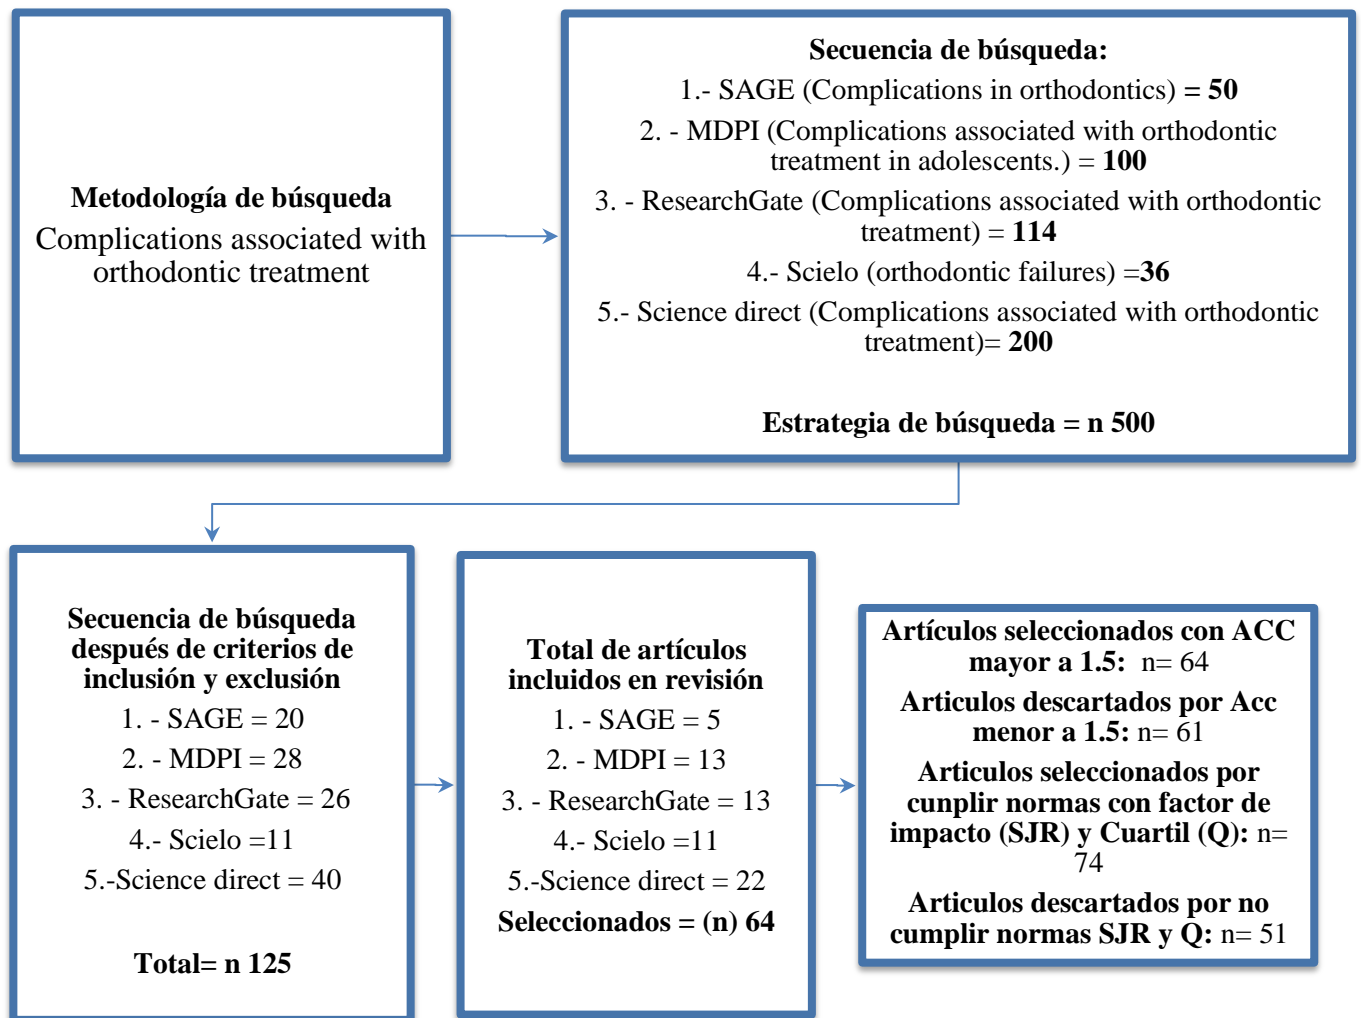 Metodología de búsqueda
Complications associated with
orthodontic treatment
Secuencia de búsqueda:
1.- SAGE (Complications in orthodontics) = 50
2. - MDPI (Complications associated with orthodontic
treatment in adolescents.) = 100
3. - ResearchGate (Complications associated with orthodontic
treatment) = 114
4.- Scielo (orthodontic failures) =36
5.- Science direct (Complications associated with orthodontic
treatment)= 200
Estrategia de búsqueda = n 500
Secuencia de búsqueda
después de criterios de
inclusión y exclusión
1. - SAGE = 20
2. - MDPI = 28
3. - ResearchGate = 26
4.- Scielo =11
5.-Science direct = 40
Total= n 125
Total de artículos
incluidos en revisión
1. - SAGE = 5
2. - MDPI = 13
3. - ResearchGate = 13
4.- Scielo =11
5.-Science direct = 22
Seleccionados = (n) 64
Artículos seleccionados con ACC
mayor a 1.5: n= 64
Articulos descartados por Acc
menor a 1.5: n= 61
Articulos seleccionados por
cunplir normas con factor de
impacto (SJR) y Cuartil (Q): n=
74
Articulos descartados por no
cumplir normas SJR y Q: n= 51